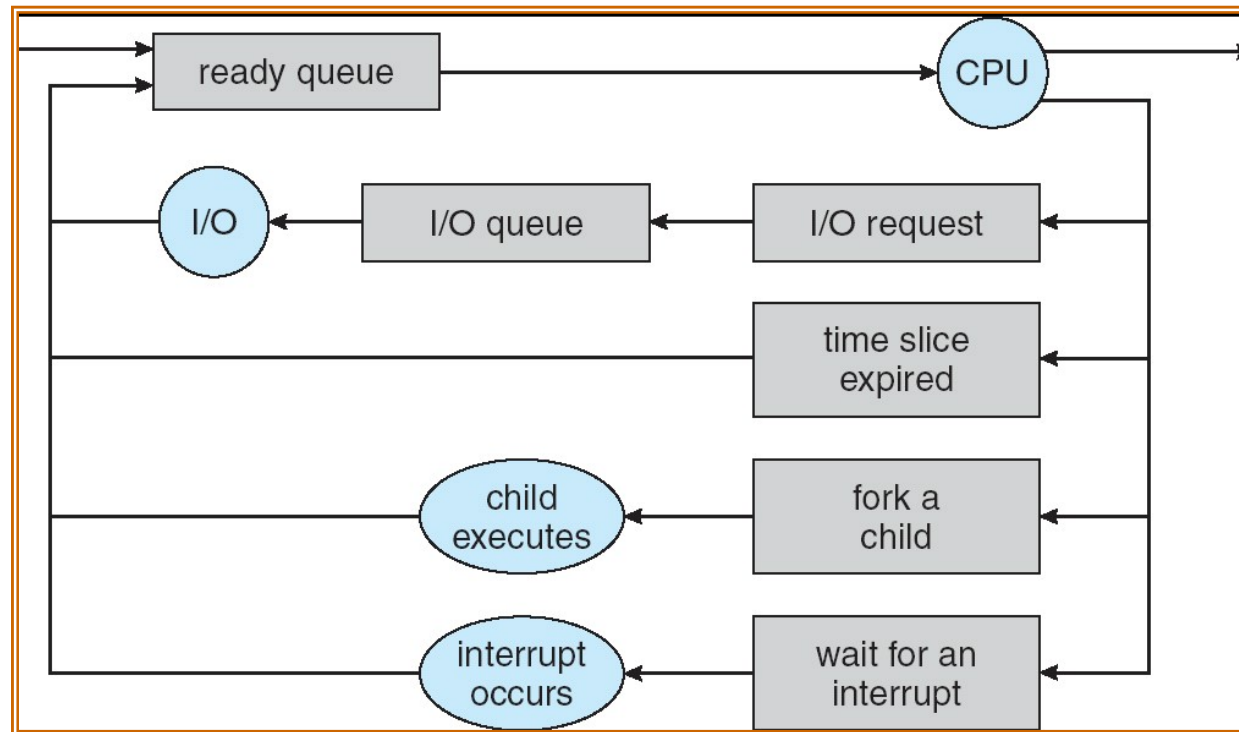 ready queue
CPU
I/O
I/O queue
I/O request
time slice
expired
child
executes
fork a
child
interrupt
occurs
wait for an
interrupt